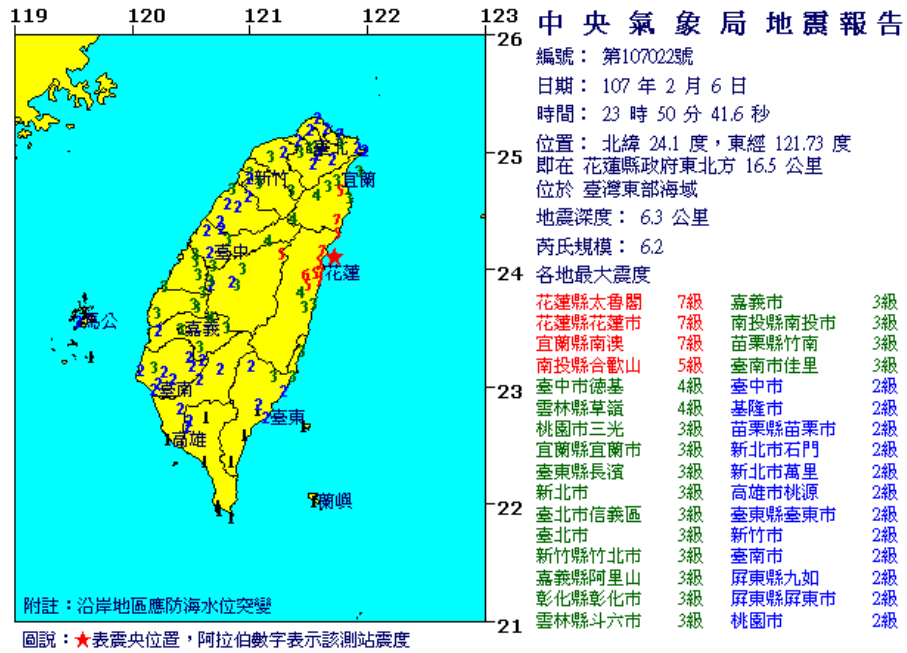 119 120 121 122 123
26
25
24
23
22
21
臺北
新竹
宜蘭
臺中
花蓮
馬公
嘉義
臺南
臺東
高雄
蘭嶼
附註：沿岸地區應防海水位突變
圖說：★表震央位置，阿拉伯數字表示該測站震度
中央氣象局地震報告
編號： 第107022號
日期： 107 年 2 月 6 日
時間： 23 時 50 分 41.6 秒
位置： 北緯 24.1 度，東經 121.73 度
即在 花蓮縣政府東北方 16.5 公里
位於 臺灣東部海域
地震深度： 6.3 公里
芮氏規模： 6.2
各地最大震度
花蓮縣太魯閣 7級 嘉義市 3級
花蓮縣花蓮市 7級 南投縣南投市 3級
宜蘭縣南澳 7級 苗栗縣竹南 3級
南投縣合歡山 5級 臺南市佳里 3級
臺中市德基 4級 臺中市 2級
雲林縣草嶺 4級 基隆市 2級
桃園市三光 3級 苗栗縣苗栗市 2級
宜蘭縣宜蘭市 3級 新北市石門 2級
臺東縣長濱 3級 新北市萬里 2級
新北市 3級 高雄市桃源 2級
臺北市信義區 3級 臺東縣臺東市 2級
臺北市 3級 新竹市 2級
新竹縣竹北市 3級 臺南市 2級
嘉義縣阿里山 3級 屏東縣九如 2級
彰化縣彰化市 3級 屏東縣屏東市 2級
雲林縣斗六市 3級 桃園市 2級